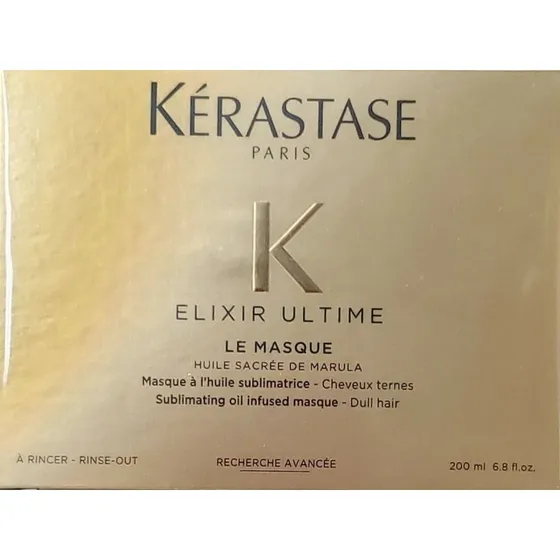 KÉRASTASE
PARIS
K
ELIXIR ULTIME
LE MASQUE
HUILE SACRÉE DE MARULA
Masque à l'huile sublimatrice - Cheveux ternes
Sublimating oil infused masque - Dull hair
À RINCER - RINSE-OUT RECHERCHE AVANCÉE 200 ml 6.8 fl.oz.